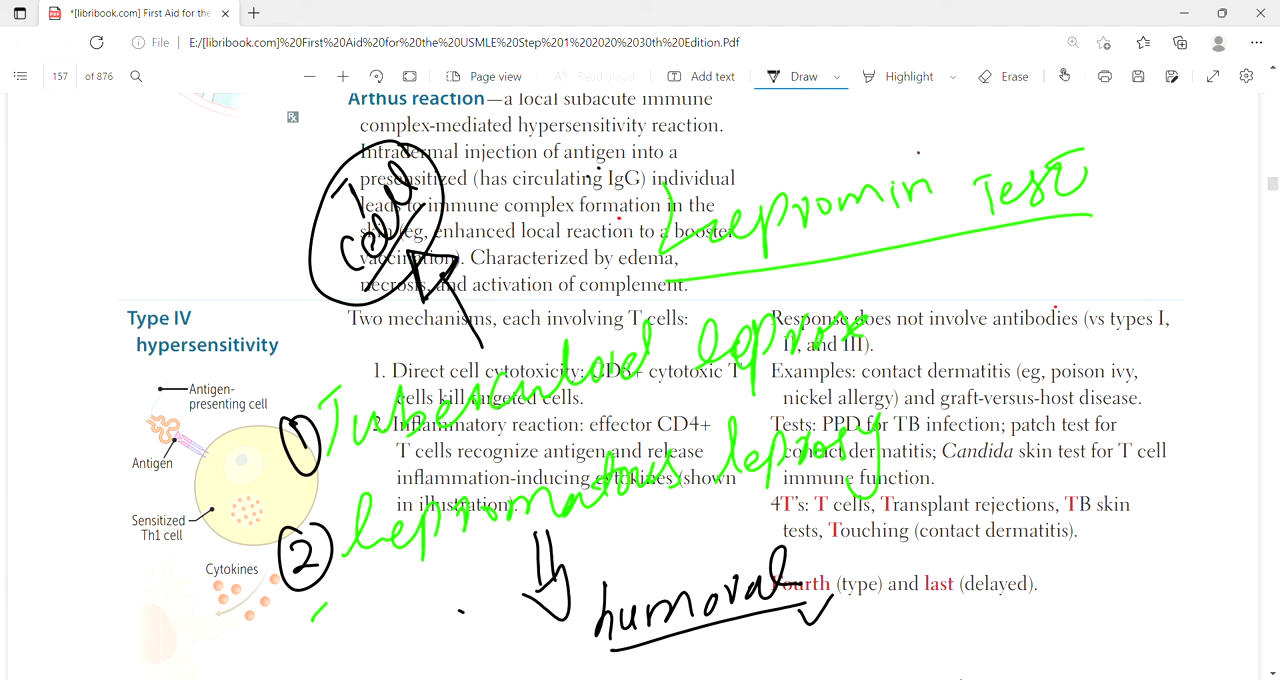 *[libribook.com] First Aid for the
File E:/[libribook.com]%20First%20Aid%20for%20the%20USMLE%20Step%201%202020%2030th%20Edition.Pdf
157 of 876 Page view Read aloud Add text Draw Highlight Erase
Arthus reaction—a local subacute immune
complex-mediated hypersensitivity reaction.
Intradermal injection of antigen into a
presensitized (has circulating IgG) individual
leads to immune complex formation in the
skin (eg, enhanced local reaction to a booster
vaccination). Characterized by edema,
necrosis, and activation of complement.
T cell
Lepromin Test
Type IV
hypersensitivity
Antigen-
presenting cell
Antigen
Sensitized
Th1 cell
Cytokines
Two mechanisms, each involving T cells:
1. Direct cell cytotoxicity: CD8+ cytotoxic T
cells kill targeted cells.
2. Inflammatory reaction: effector CD4+
T cells recognize antigen and release
inflammation-inducing cytokines (shown
in illustration).
Response does not involve antibodies (vs types I,
II, and III).
Examples: contact dermatitis (eg, poison ivy,
nickel allergy) and graft-versus-host disease.
Tests: PPD for TB infection; patch test for
contact dermatitis; Candida skin test for T cell
immune function.
4T's: T cells, Transplant rejections, TB skin
tests, Touching (contact dermatitis).
Fourth (type) and last (delayed).
1 Tuberculoid
2 Lepromatous leprosy
humoral